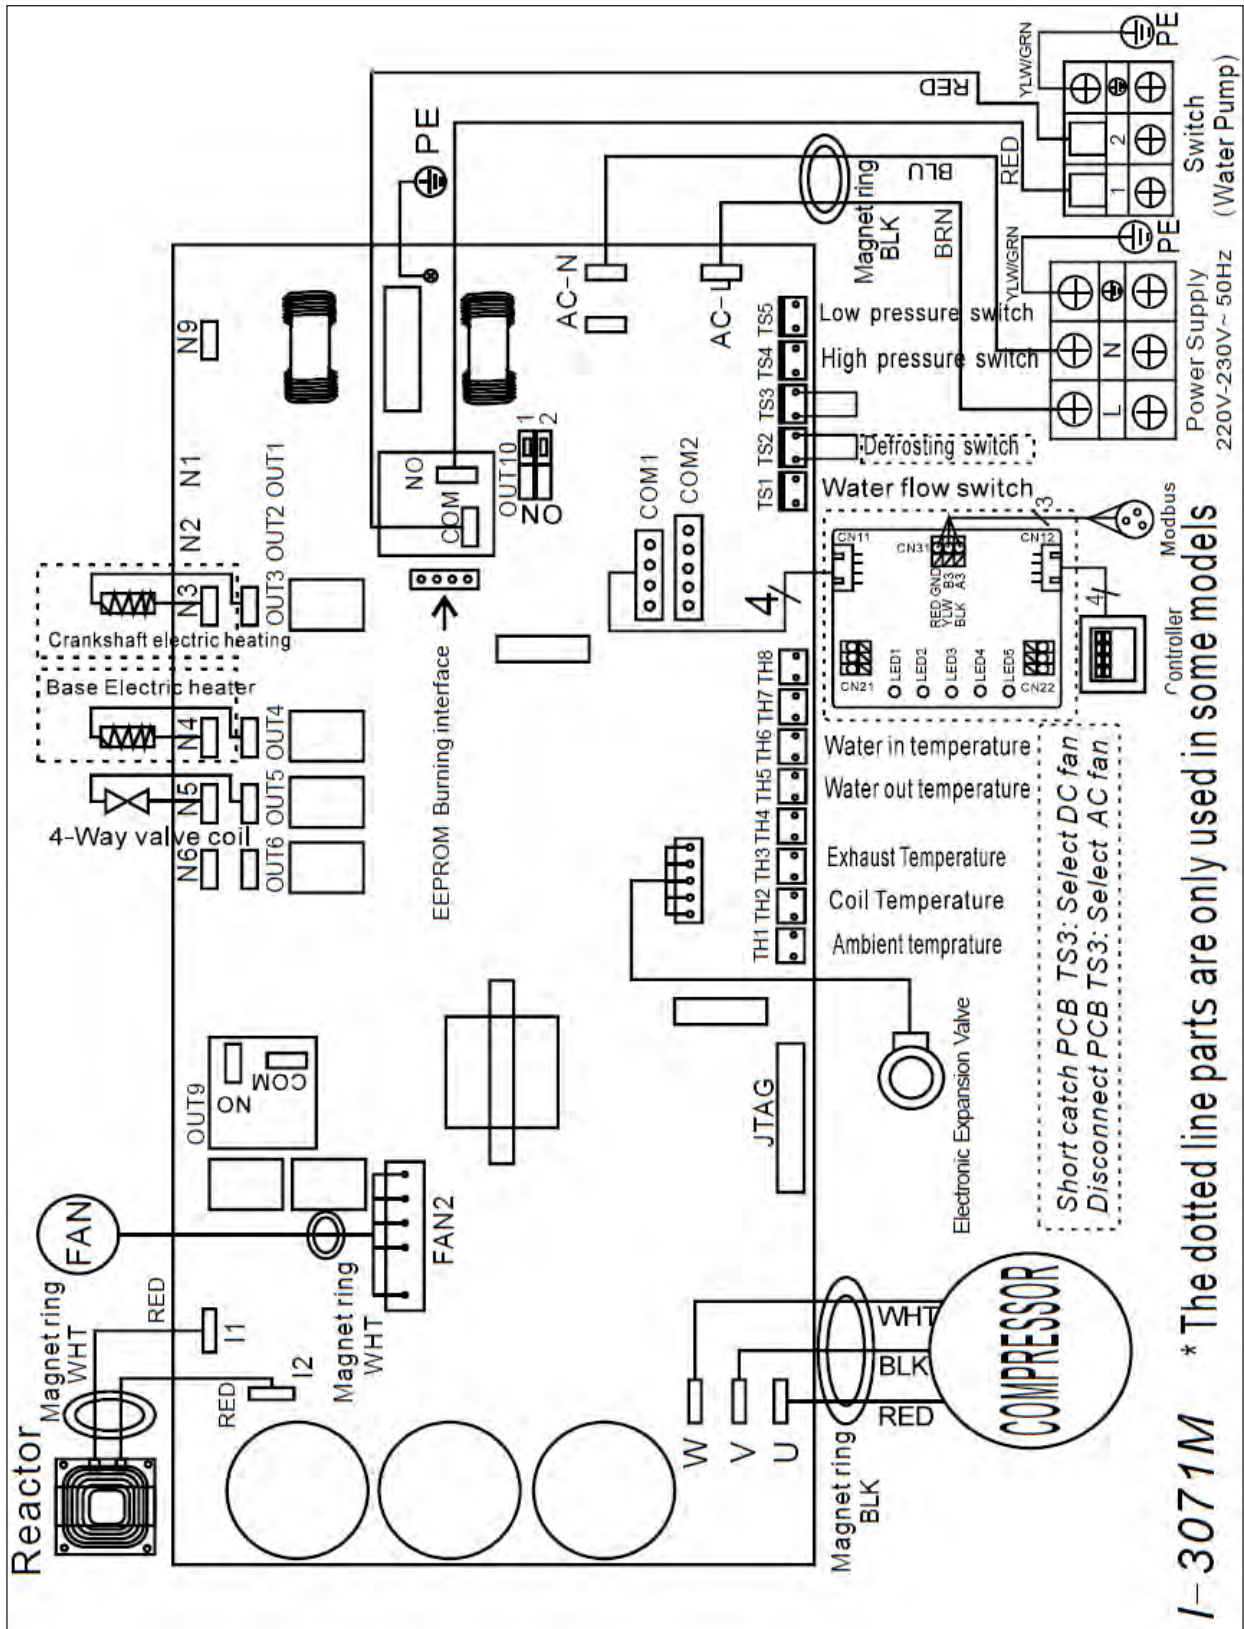 Reactor
Magnet ring
WHT
FAN
Crankshaft electric heating
Base Electric heater
4-Way valve coil
RED
RED
I1
I2
OUT9
NO
COM
N6
N5
N4
N3
N2
N1
N9
OUT6
OUT5
OUT4
OUT3
OUT2
OUT1
Magnet ring
WHT
FAN2
EEPROM Burning interface
NO
COM
PE
OUT10
ON
1
2
AC-N
COM1
COM2
AC-L
W
V
U
JTAG
TH1
TH2
TH3
TH4
TH5
TH6
TH7
TH8
4
TS1
TS2
TS3
TS4
TS5
Magnet ring
BLK
WHT
BLK
RED
COMPRESSOR
Electronic Expansion Valve
Ambient temprature
Coil Temperature
Exhaust Temperature
Water out temperature
Water in temperature
Water flow switch
Defrosting switch
High pressure switch
Low pressure switch
Magnet ring
BLK
BRN
BLU
RED
RED
CN21
CN11
CN31
RED GND
YLW B3
BLK A3
LED1
LED2
LED3
LED4
LED5
CN22
CN12
3
4
Controller
Modbus
Short catch PCB TS3: Select DC fan
Disconnect PCB TS3: Select AC fan
YLW/GRN
YLW/GRN
L
N
PE
1
2
PE
Power Supply
220V-230V~ 50Hz
Switch
(Water Pump)
I-3071M
* The dotted line parts are only used in some models